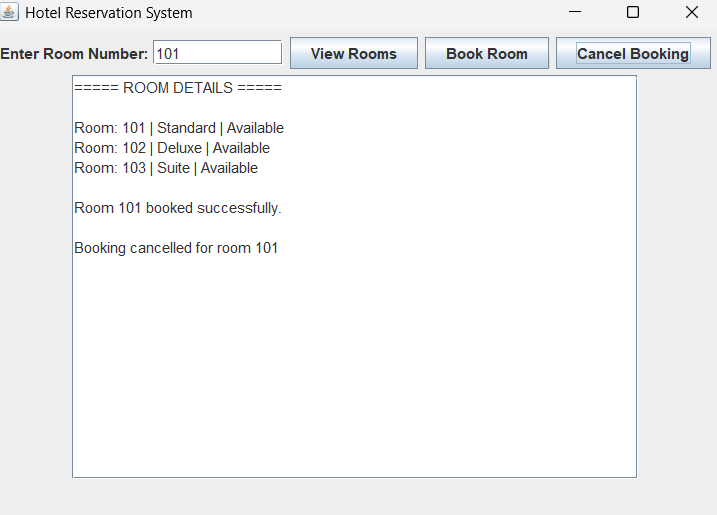 Hotel Reservation System
Enter Room Number: 101 View Rooms Book Room Cancel Booking
===== ROOM DETAILS =====
Room: 101 | Standard | Available
Room: 102 | Deluxe | Available
Room: 103 | Suite | Available
Room 101 booked successfully.
Booking cancelled for room 101